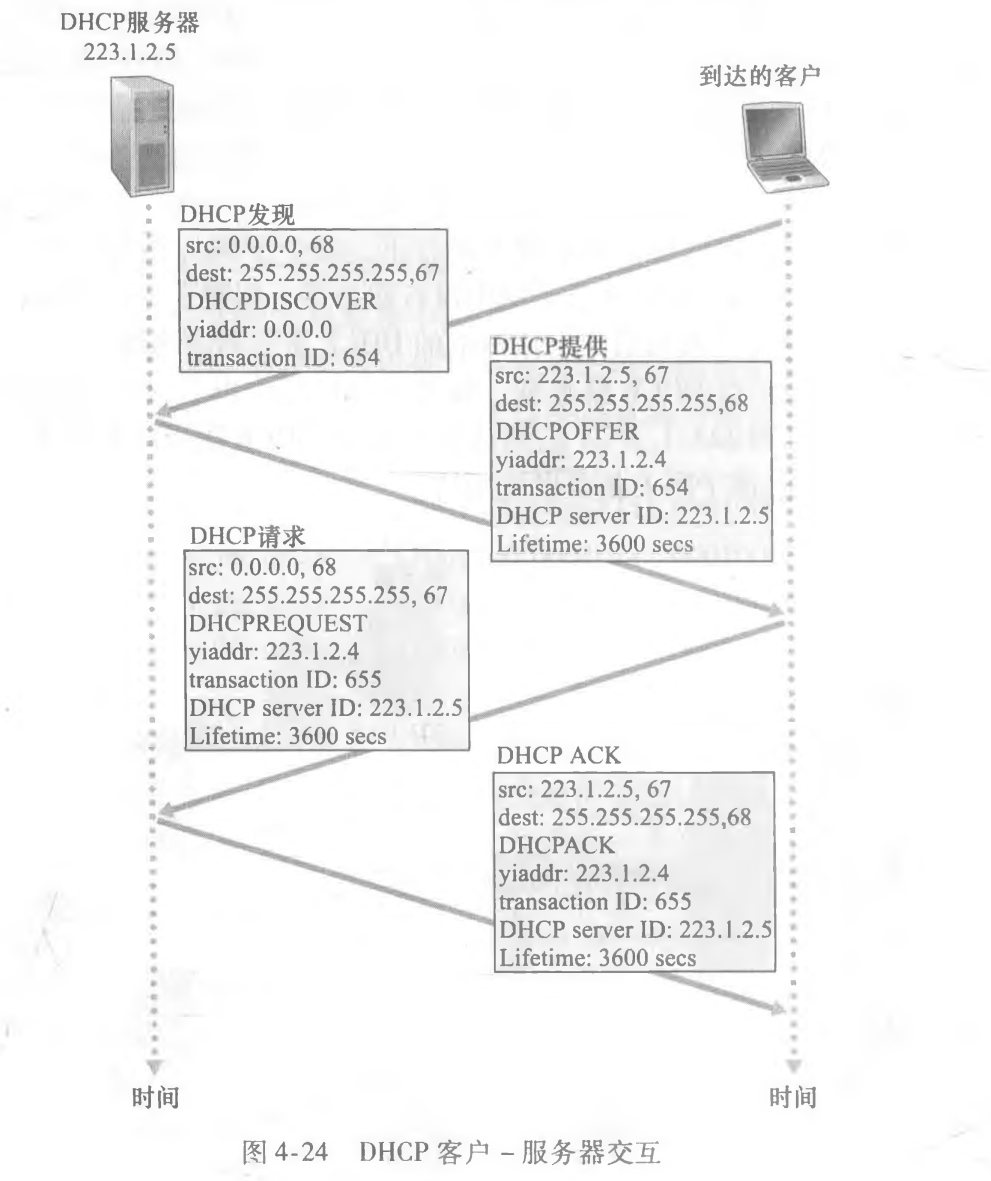 DHCP服务器
223.1.2.5
到达的客户
DHCP发现
src: 0.0.0.0, 68
dest: 255.255.255.255,67
DHCPDISCOVER
yiaddr: 0.0.0.0
transaction ID: 654
DHCP提供
src: 223.1.2.5, 67
dest: 255.255.255.255,68
DHCPOFFER
yiaddr: 223.1.2.4
transaction ID: 654
DHCP server ID: 223.1.2.5
Lifetime: 3600 secs
DHCP请求
src: 0.0.0.0, 68
dest: 255.255.255.255, 67
DHCPREQUEST
yiaddr: 223.1.2.4
transaction ID: 655
DHCP server ID: 223.1.2.5
Lifetime: 3600 secs
DHCP ACK
src: 223.1.2.5, 67
dest: 255.255.255.255,68
DHCPACK
yiaddr: 223.1.2.4
transaction ID: 655
DHCP server ID: 223.1.2.5
Lifetime: 3600 secs
时间
时间
图 4-24 DHCP 客户－服务器交互